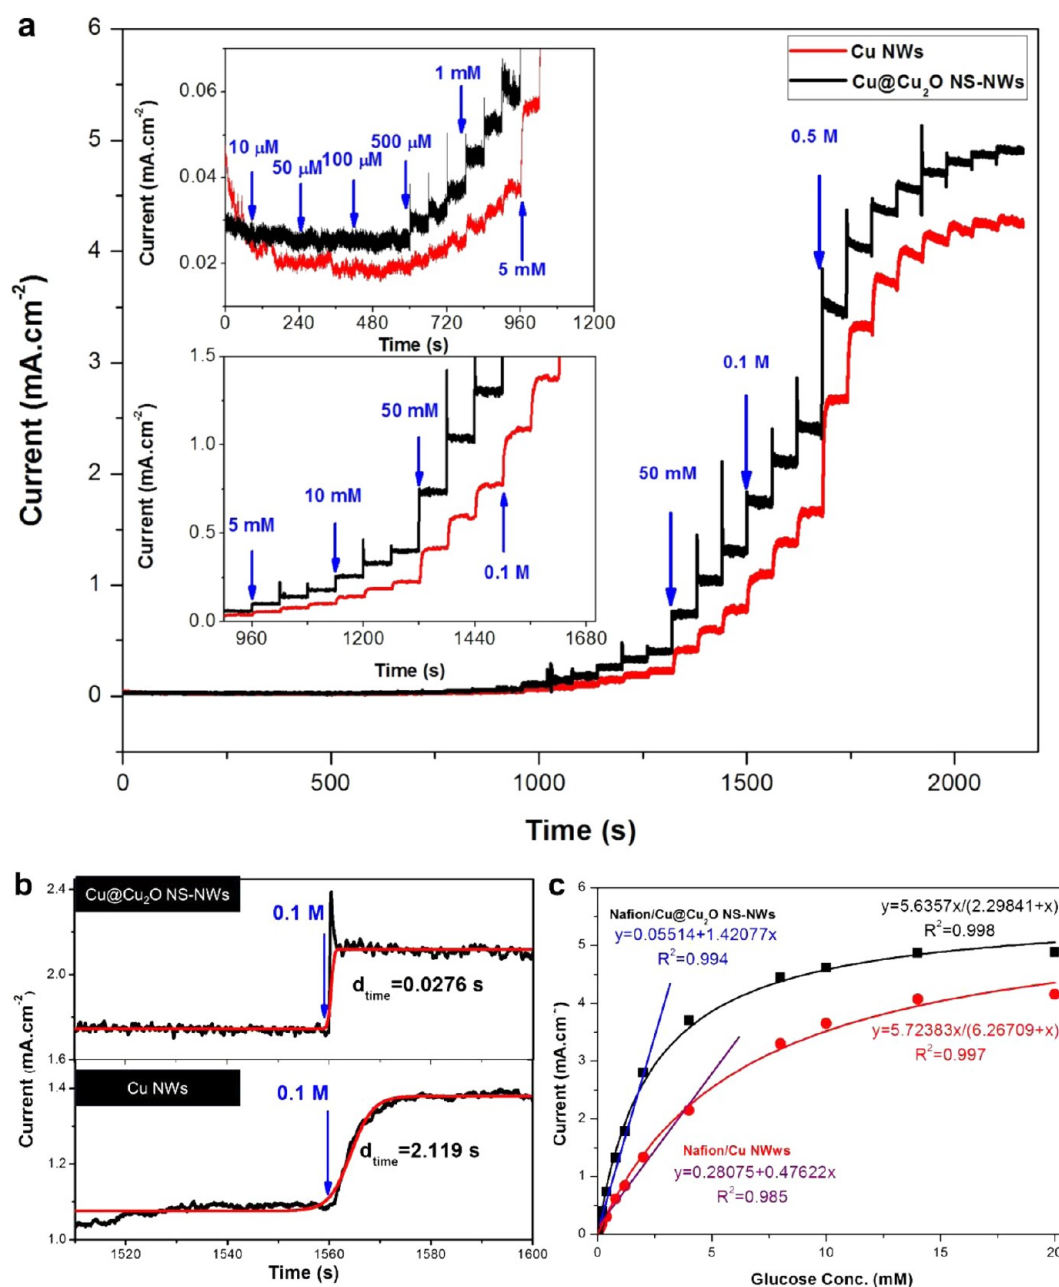 a
Cu NWs
Cu@Cu₂O NS-NWs
Current (mA.cm⁻²)
6
5
4
3
2
1
0
0
500
1000
1500
2000
Time (s)
50 mM
0.1 M
0.5 M
Current (mA.cm⁻²)
0.06
0.04
0.02
10 μM
50 μM
100 μM
500 μM
1 mM
5 mM
0
240
480
720
960
1200
Time (s)
Current (mA.cm⁻²)
1.5
1.0
0.5
0.0
5 mM
10 mM
50 mM
0.1 M
960
1200
1440
1680
Time (s)
b
Current (mA.cm⁻²)
2.4
2.0
1.6
Cu@Cu₂O NS-NWs
0.1 M
d_time=0.0276 s
1.4
1.2
1.0
Cu NWs
0.1 M
d_time=2.119 s
1520
1540
1560
1580
1600
Time (s)
c
Current (mA.cm⁻)
6
5
4
3
2
1
0
Nafion/Cu@Cu₂O NS-NWs
y=0.05514+1.42077x
R²=0.994
y=5.6357x/(2.29841+x)
R²=0.998
y=5.72383x/(6.26709+x)
R²=0.997
Nafion/Cu NWws
y=0.28075+0.47622x
R²=0.985
0
5
10
15
20
Glucose Conc. (mM)